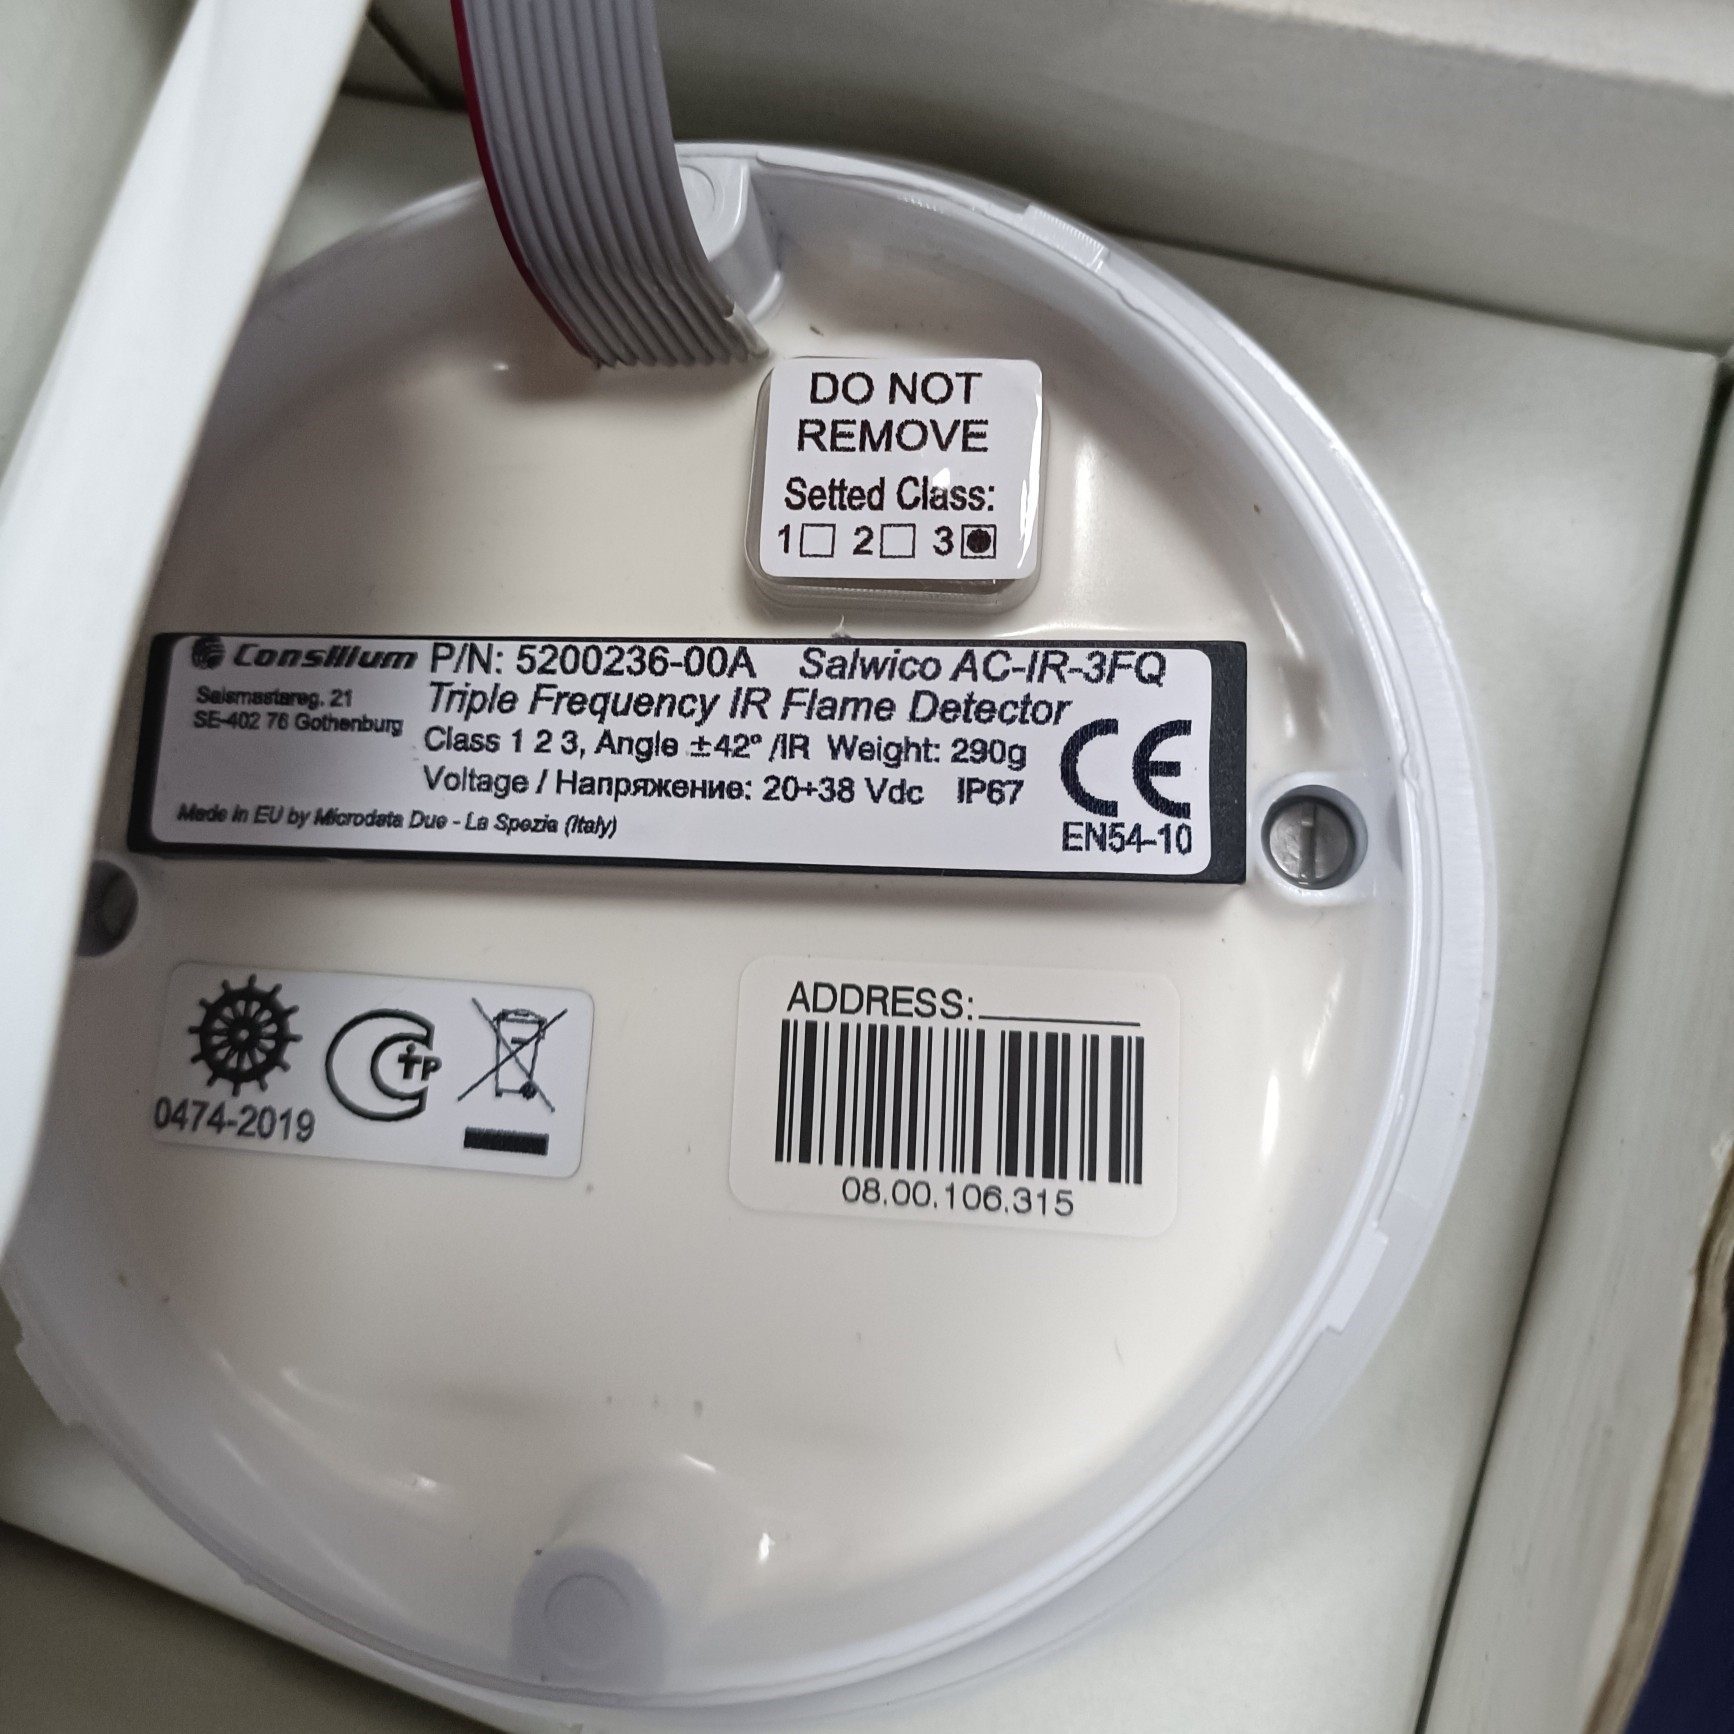 DO NOT
REMOVE
Setted Class:
1 2 3
Consilium P/N: 5200236-00A Salwico AC-IR-3FQ
Salsmästareg. 21 Triple Frequency IR Flame Detector
SE-402 76 Gothenburg Class 1 2 3, Angle ±42° /IR Weight: 290g
Voltage / Напряжение: 20÷38 Vdc IP67
Made in EU by Microdata Due - La Spezia (Italy)
CE
EN54-10
0474-2019
ADDRESS:
08.00.106.315